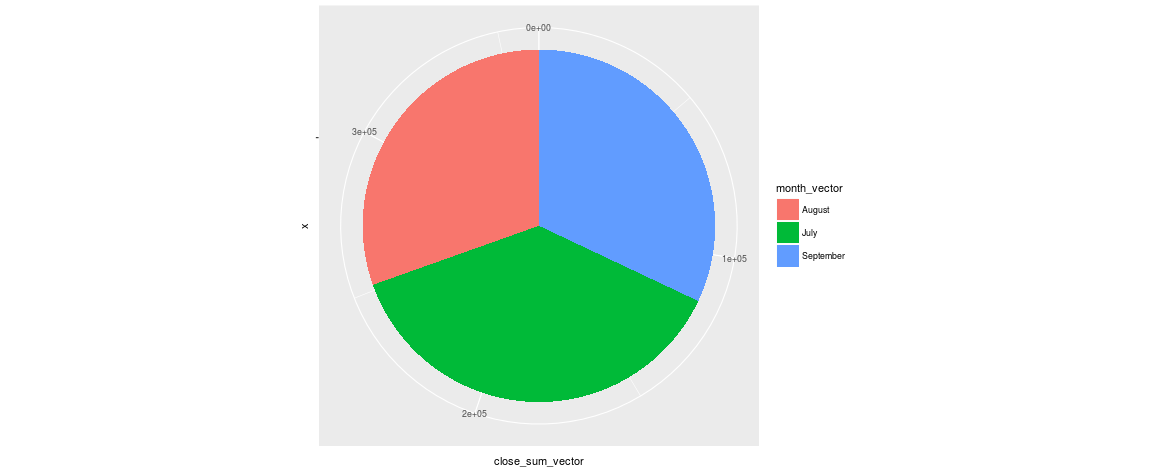 0e+00
3e+05
x
1e+05
2e+05
close_sum_vector
month_vector
August
July
September